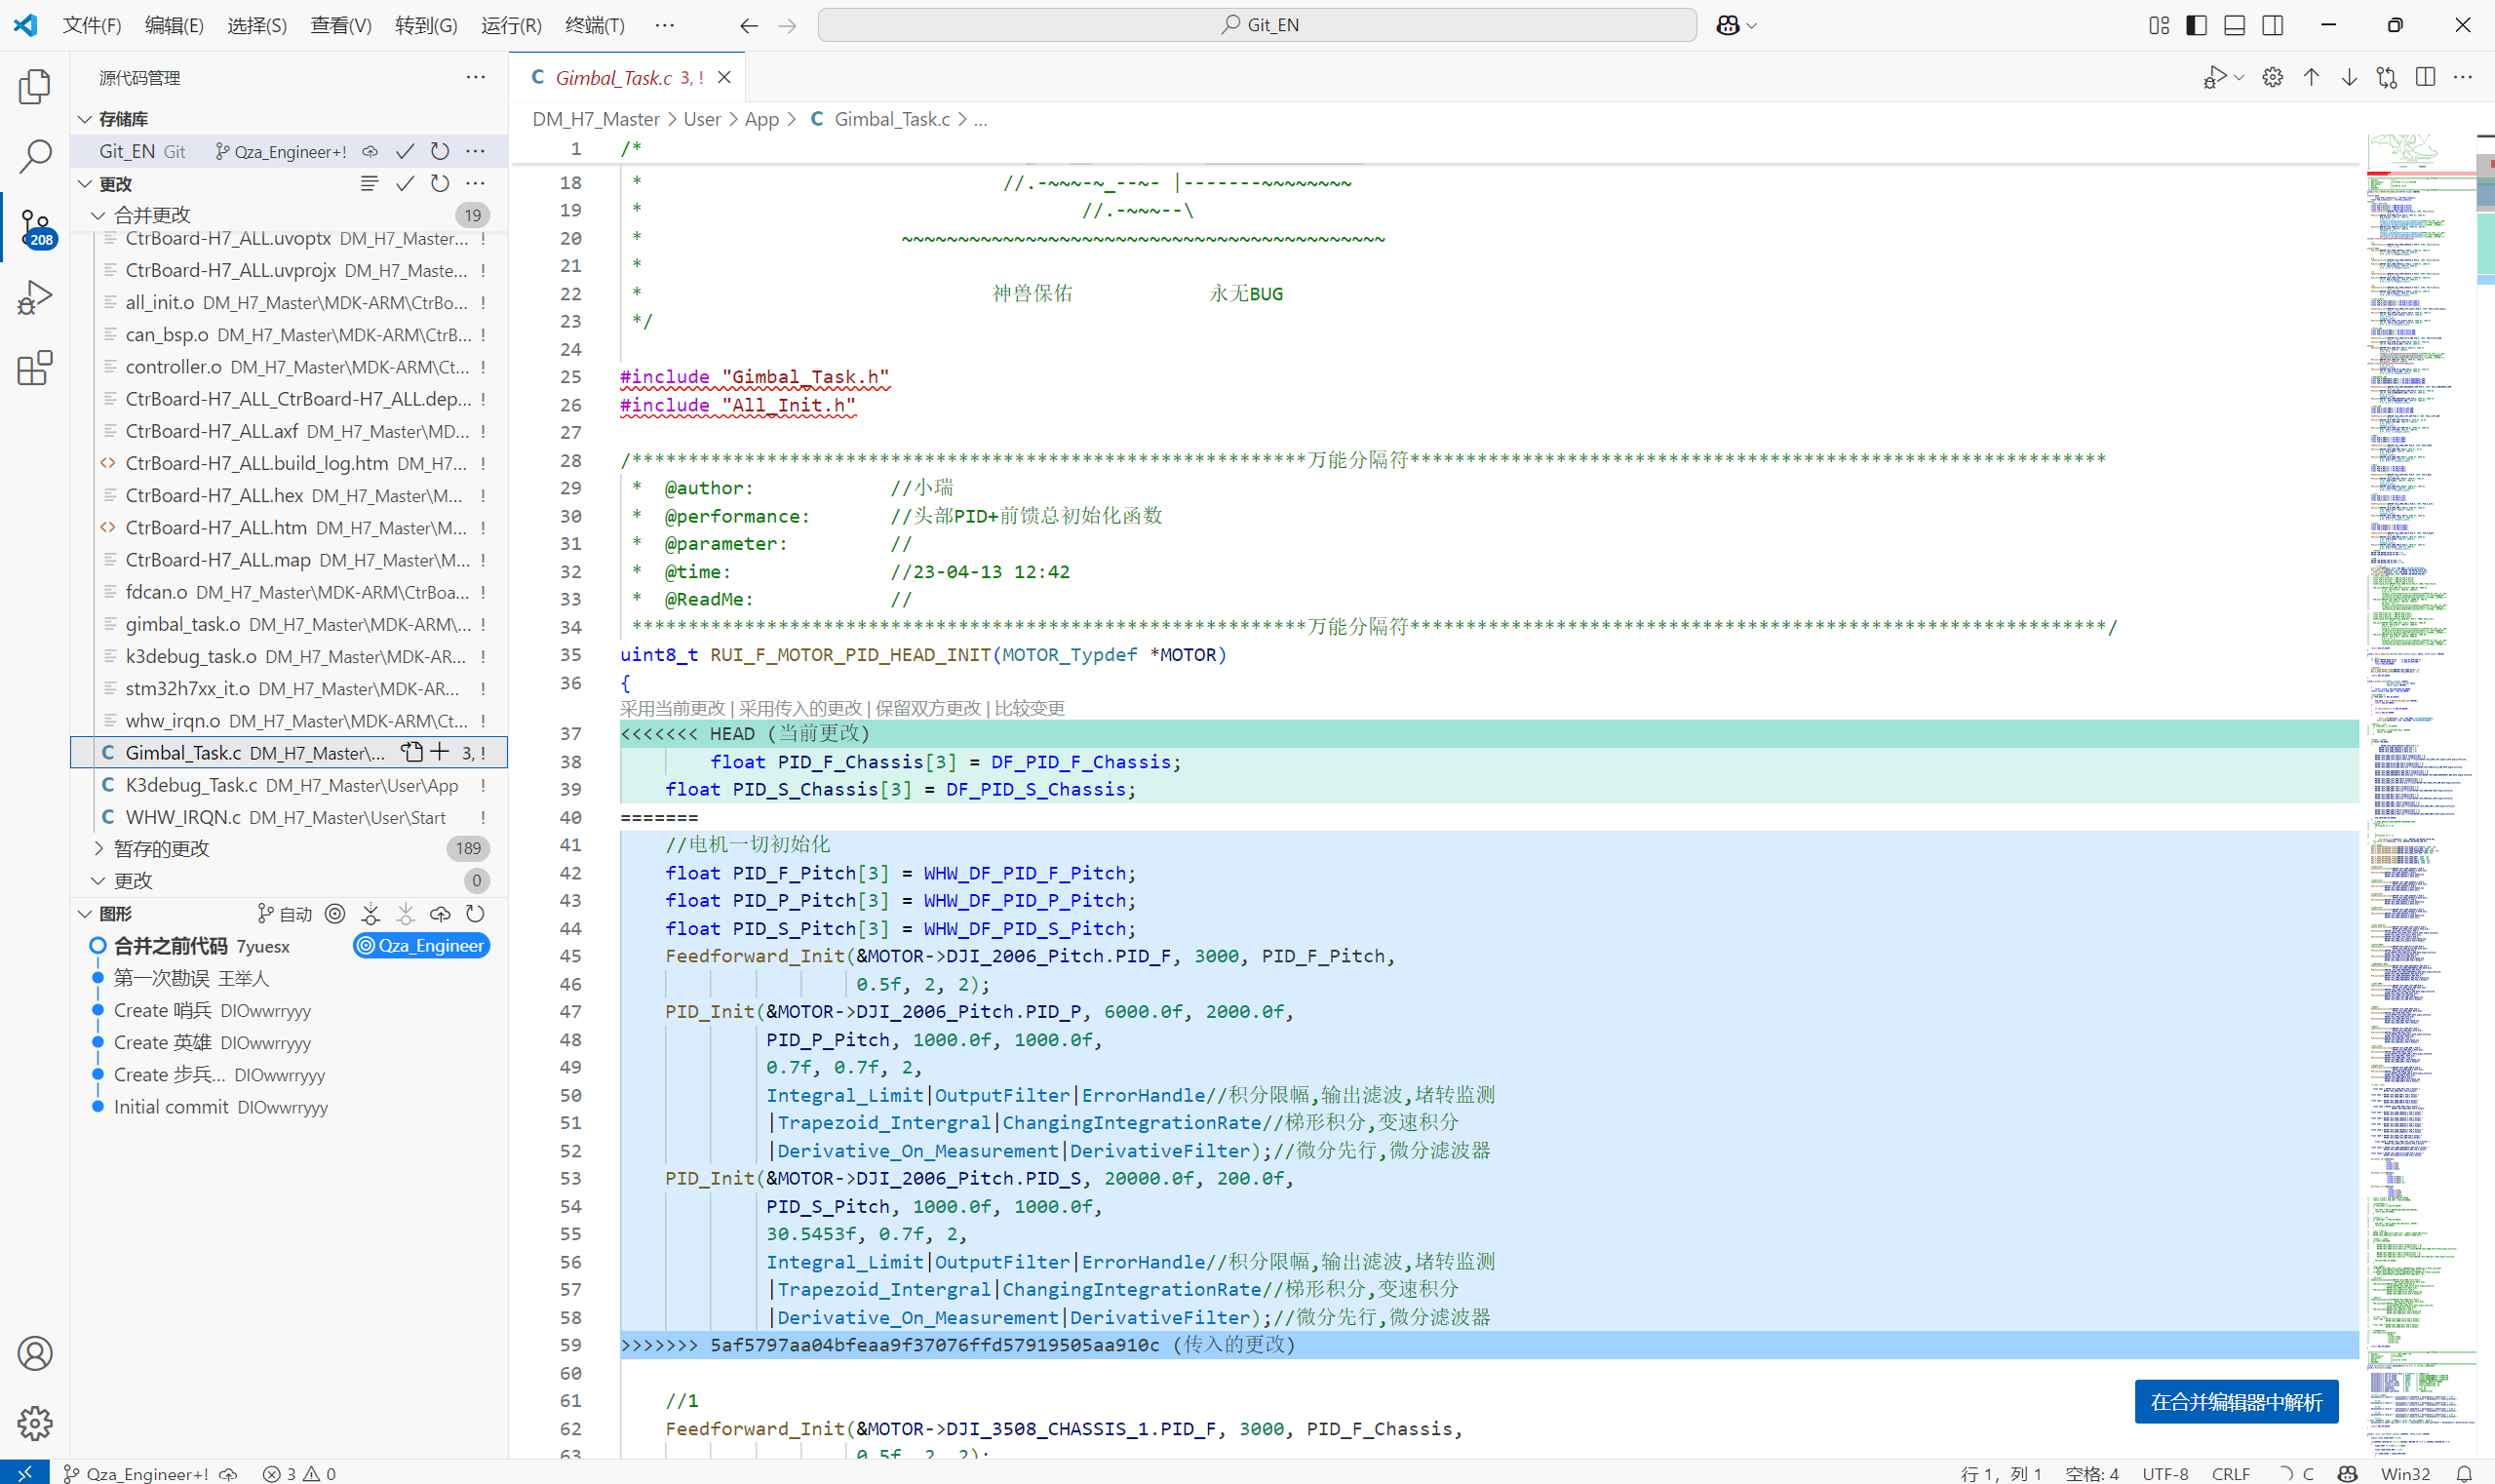 文件(F) 编辑(E) 选择(S) 查看(V) 转到(G) 运行(R) 终端(T) ··· Git_EN
源代码管理
存储库
Git_EN Git Qza_Engineer+!
更改
合并更改 19
CtrBoard-H7_ALL.uvoptx DM_H7_Master... !
CtrBoard-H7_ALL.uvprojx DM_H7_Maste... !
all_init.o DM_H7_Master\MDK-ARM\CtrBo... !
can_bsp.o DM_H7_Master\MDK-ARM\CtrB... !
controller.o DM_H7_Master\MDK-ARM\Ct... !
CtrBoard-H7_ALL_CtrBoard-H7_ALL.dep... !
CtrBoard-H7_ALL.axf DM_H7_Master\MD... !
CtrBoard-H7_ALL.build_log.htm DM_H7... !
CtrBoard-H7_ALL.hex DM_H7_Master\M... !
CtrBoard-H7_ALL.htm DM_H7_Master\M... !
CtrBoard-H7_ALL.map DM_H7_Master\M... !
fdcan.o DM_H7_Master\MDK-ARM\CtrBoa... !
gimbal_task.o DM_H7_Master\MDK-ARM\... !
k3debug_task.o DM_H7_Master\MDK-AR... !
stm32h7xx_it.o DM_H7_Master\MDK-AR... !
whw_irqn.o DM_H7_Master\MDK-ARM\Ct... !
C Gimbal_Task.c DM_H7_Master\... 3, !
C K3debug_Task.c DM_H7_Master\User\App !
C WHW_IRQN.c DM_H7_Master\User\Start !
暂存的更改 189
更改 0
208
图形 自动
合并之前代码 7yuesx Qza_Engineer
第一次勘误 王举人
Create 哨兵 DIOwwrryyy
Create 英雄 DIOwwrryyy
Create 步兵... DIOwwrryyy
Initial commit DIOwwrryyy
C Gimbal_Task.c 3, !
DM_H7_Master > User > App > C Gimbal_Task.c > ...
1 /*
18 * //.-~~~-~_--~- |-------~~~~~~~~
19 * //.-~~~--\
20 * ~~~~~~~~~~~~~~~~~~~~~~~~~~~~~~~~~~~~~~~~~~~
21 *
22 * 神兽保佑 永无BUG
23 */
24
25 #include "Gimbal_Task.h"
26 #include "All_Init.h"
27
28 /************************************************************万能分隔符**************************************************************
29 * @author: //小瑞
30 * @performance: //头部PID+前馈总初始化函数
31 * @parameter: //
32 * @time: //23-04-13 12:42
33 * @ReadMe: //
34 ************************************************************万能分隔符**************************************************************/
35 uint8_t RUI_F_MOTOR_PID_HEAD_INIT(MOTOR_Typdef *MOTOR)
36 {
采用当前更改 | 采用传入的更改 | 保留双方更改 | 比较变更
37 <<<<<<< HEAD (当前更改)
38 float PID_F_Chassis[3] = DF_PID_F_Chassis;
39 float PID_S_Chassis[3] = DF_PID_S_Chassis;
40 =======
41 //电机一切初始化
42 float PID_F_Pitch[3] = WHW_DF_PID_F_Pitch;
43 float PID_P_Pitch[3] = WHW_DF_PID_P_Pitch;
44 float PID_S_Pitch[3] = WHW_DF_PID_S_Pitch;
45 Feedforward_Init(&MOTOR->DJI_2006_Pitch.PID_F, 3000, PID_F_Pitch,
46 0.5f, 2, 2);
47 PID_Init(&MOTOR->DJI_2006_Pitch.PID_P, 6000.0f, 2000.0f,
48 PID_P_Pitch, 1000.0f, 1000.0f,
49 0.7f, 0.7f, 2,
50 Integral_Limit|OutputFilter|ErrorHandle//积分限幅,输出滤波,堵转监测
51 |Trapezoid_Intergral|ChangingIntegrationRate//梯形积分,变速积分
52 |Derivative_On_Measurement|DerivativeFilter);//微分先行,微分滤波器
53 PID_Init(&MOTOR->DJI_2006_Pitch.PID_S, 20000.0f, 200.0f,
54 PID_S_Pitch, 1000.0f, 1000.0f,
55 30.5453f, 0.7f, 2,
56 Integral_Limit|OutputFilter|ErrorHandle//积分限幅,输出滤波,堵转监测
57 |Trapezoid_Intergral|ChangingIntegrationRate//梯形积分,变速积分
58 |Derivative_On_Measurement|DerivativeFilter);//微分先行,微分滤波器
59 >>>>>>> 5af5797aa04bfeaa9f37076ffd57919505aa910c (传入的更改)
60
61 //1
62 Feedforward_Init(&MOTOR->DJI_3508_CHASSIS_1.PID_F, 3000, PID_F_Chassis,
63 0.5f, 2, 2);
在合并编辑器中解析
Qza_Engineer+! 3 0 行 1, 列 1 空格: 4 UTF-8 CRLF C Win32